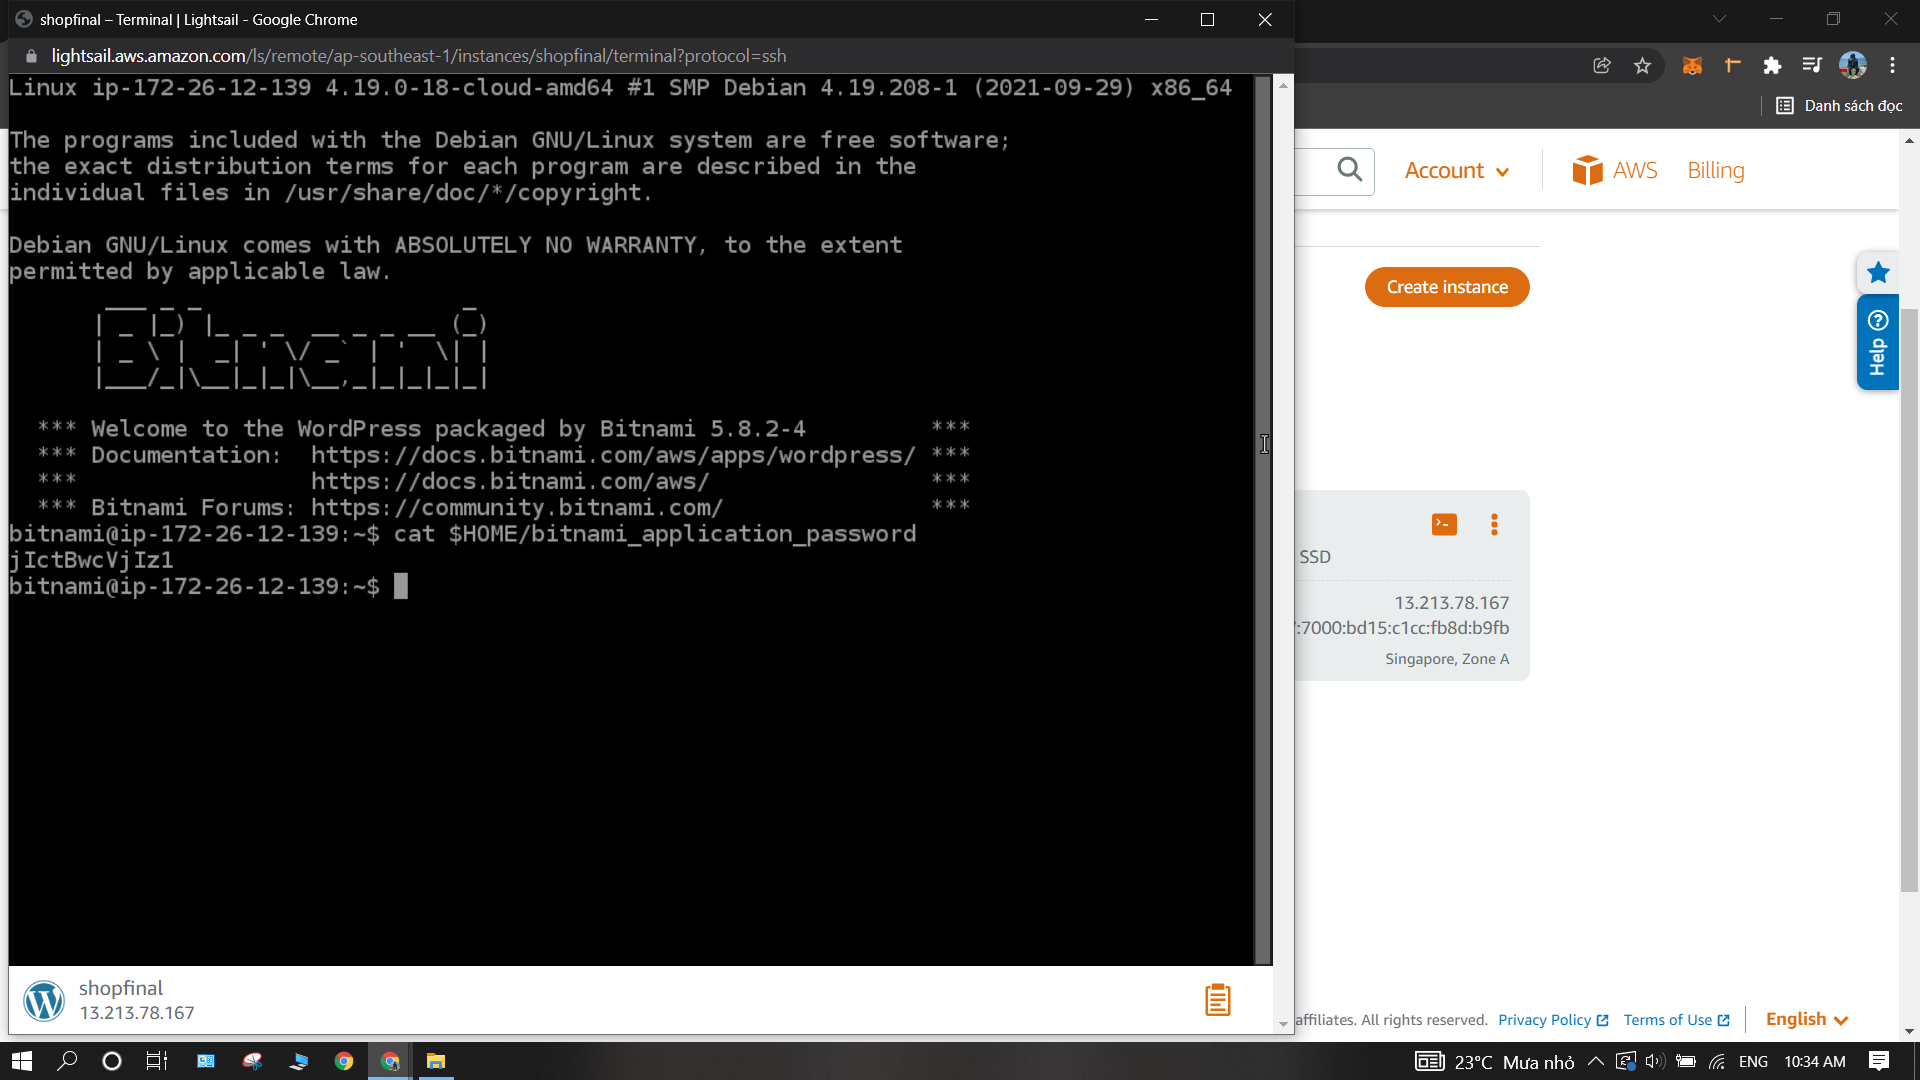 shopfinal – Terminal | Lightsail - Google Chrome
lightsail.aws.amazon.com/ls/remote/ap-southeast-1/instances/shopfinal/terminal?protocol=ssh
Linux ip-172-26-12-139 4.19.0-18-cloud-amd64 #1 SMP Debian 4.19.208-1 (2021-09-29) x86_64
The programs included with the Debian GNU/Linux system are free software;
the exact distribution terms for each program are described in the
individual files in /usr/share/doc/*/copyright.
Debian GNU/Linux comes with ABSOLUTELY NO WARRANTY, to the extent
permitted by applicable law.
Bitnami
*** Welcome to the WordPress packaged by Bitnami 5.8.2-4 ***
*** Documentation: https://docs.bitnami.com/aws/apps/wordpress/ ***
*** https://docs.bitnami.com/aws/ ***
*** Bitnami Forums: https://community.bitnami.com/ ***
bitnami@ip-172-26-12-139:~$ cat $HOME/bitnami_application_password
jIctBwcVjIz1
bitnami@ip-172-26-12-139:~$
shopfinal
13.213.78.167
Danh sách đọc
Account
AWS
Billing
Create instance
Help
SSD
13.213.78.167
:7000:bd15:c1cc:fb8d:b9fb
Singapore, Zone A
affiliates. All rights reserved. Privacy Policy Terms of Use English
23°C Mưa nhỏ ENG 10:34 AM